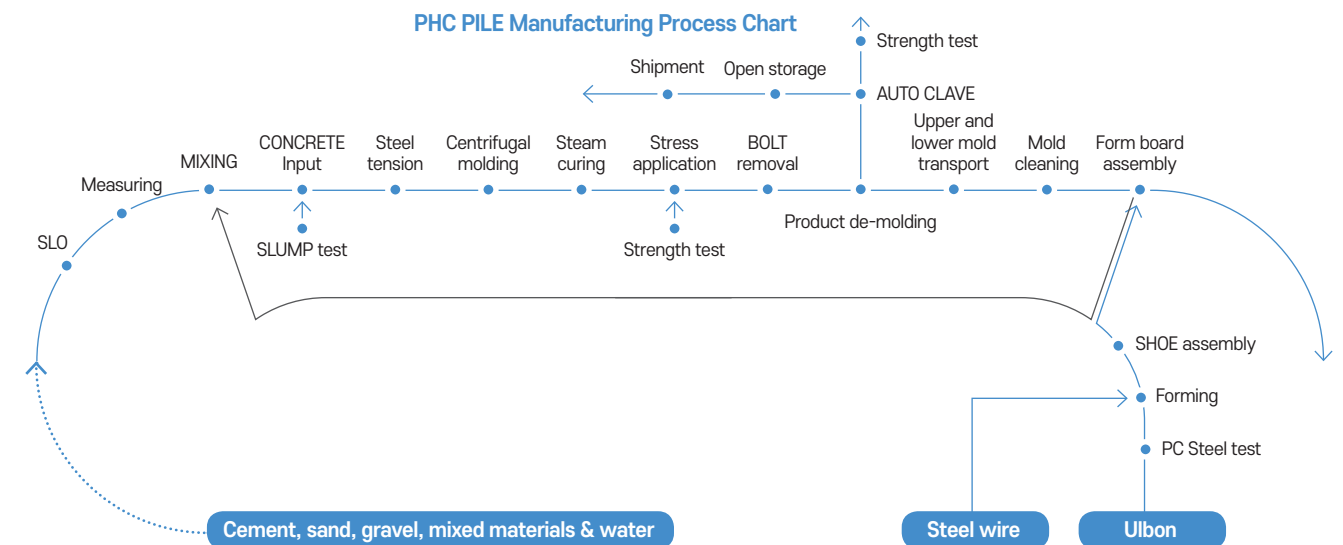 PHC PILE Manufacturing Process Chart
Strength test
Shipment
Open storage
AUTO CLAVE
SLO
Measuring
MIXING
CONCRETE
Input
Steel
tension
Centrifugal
molding
Steam
curing
Stress
application
BOLT
removal
Product de-molding
Upper and
lower mold
transport
Mold
cleaning
Form board
assembly
SLUMP test
Strength test
SHOE assembly
Forming
PC Steel test
Cement, sand, gravel, mixed materials & water
Steel wire
Ulbon